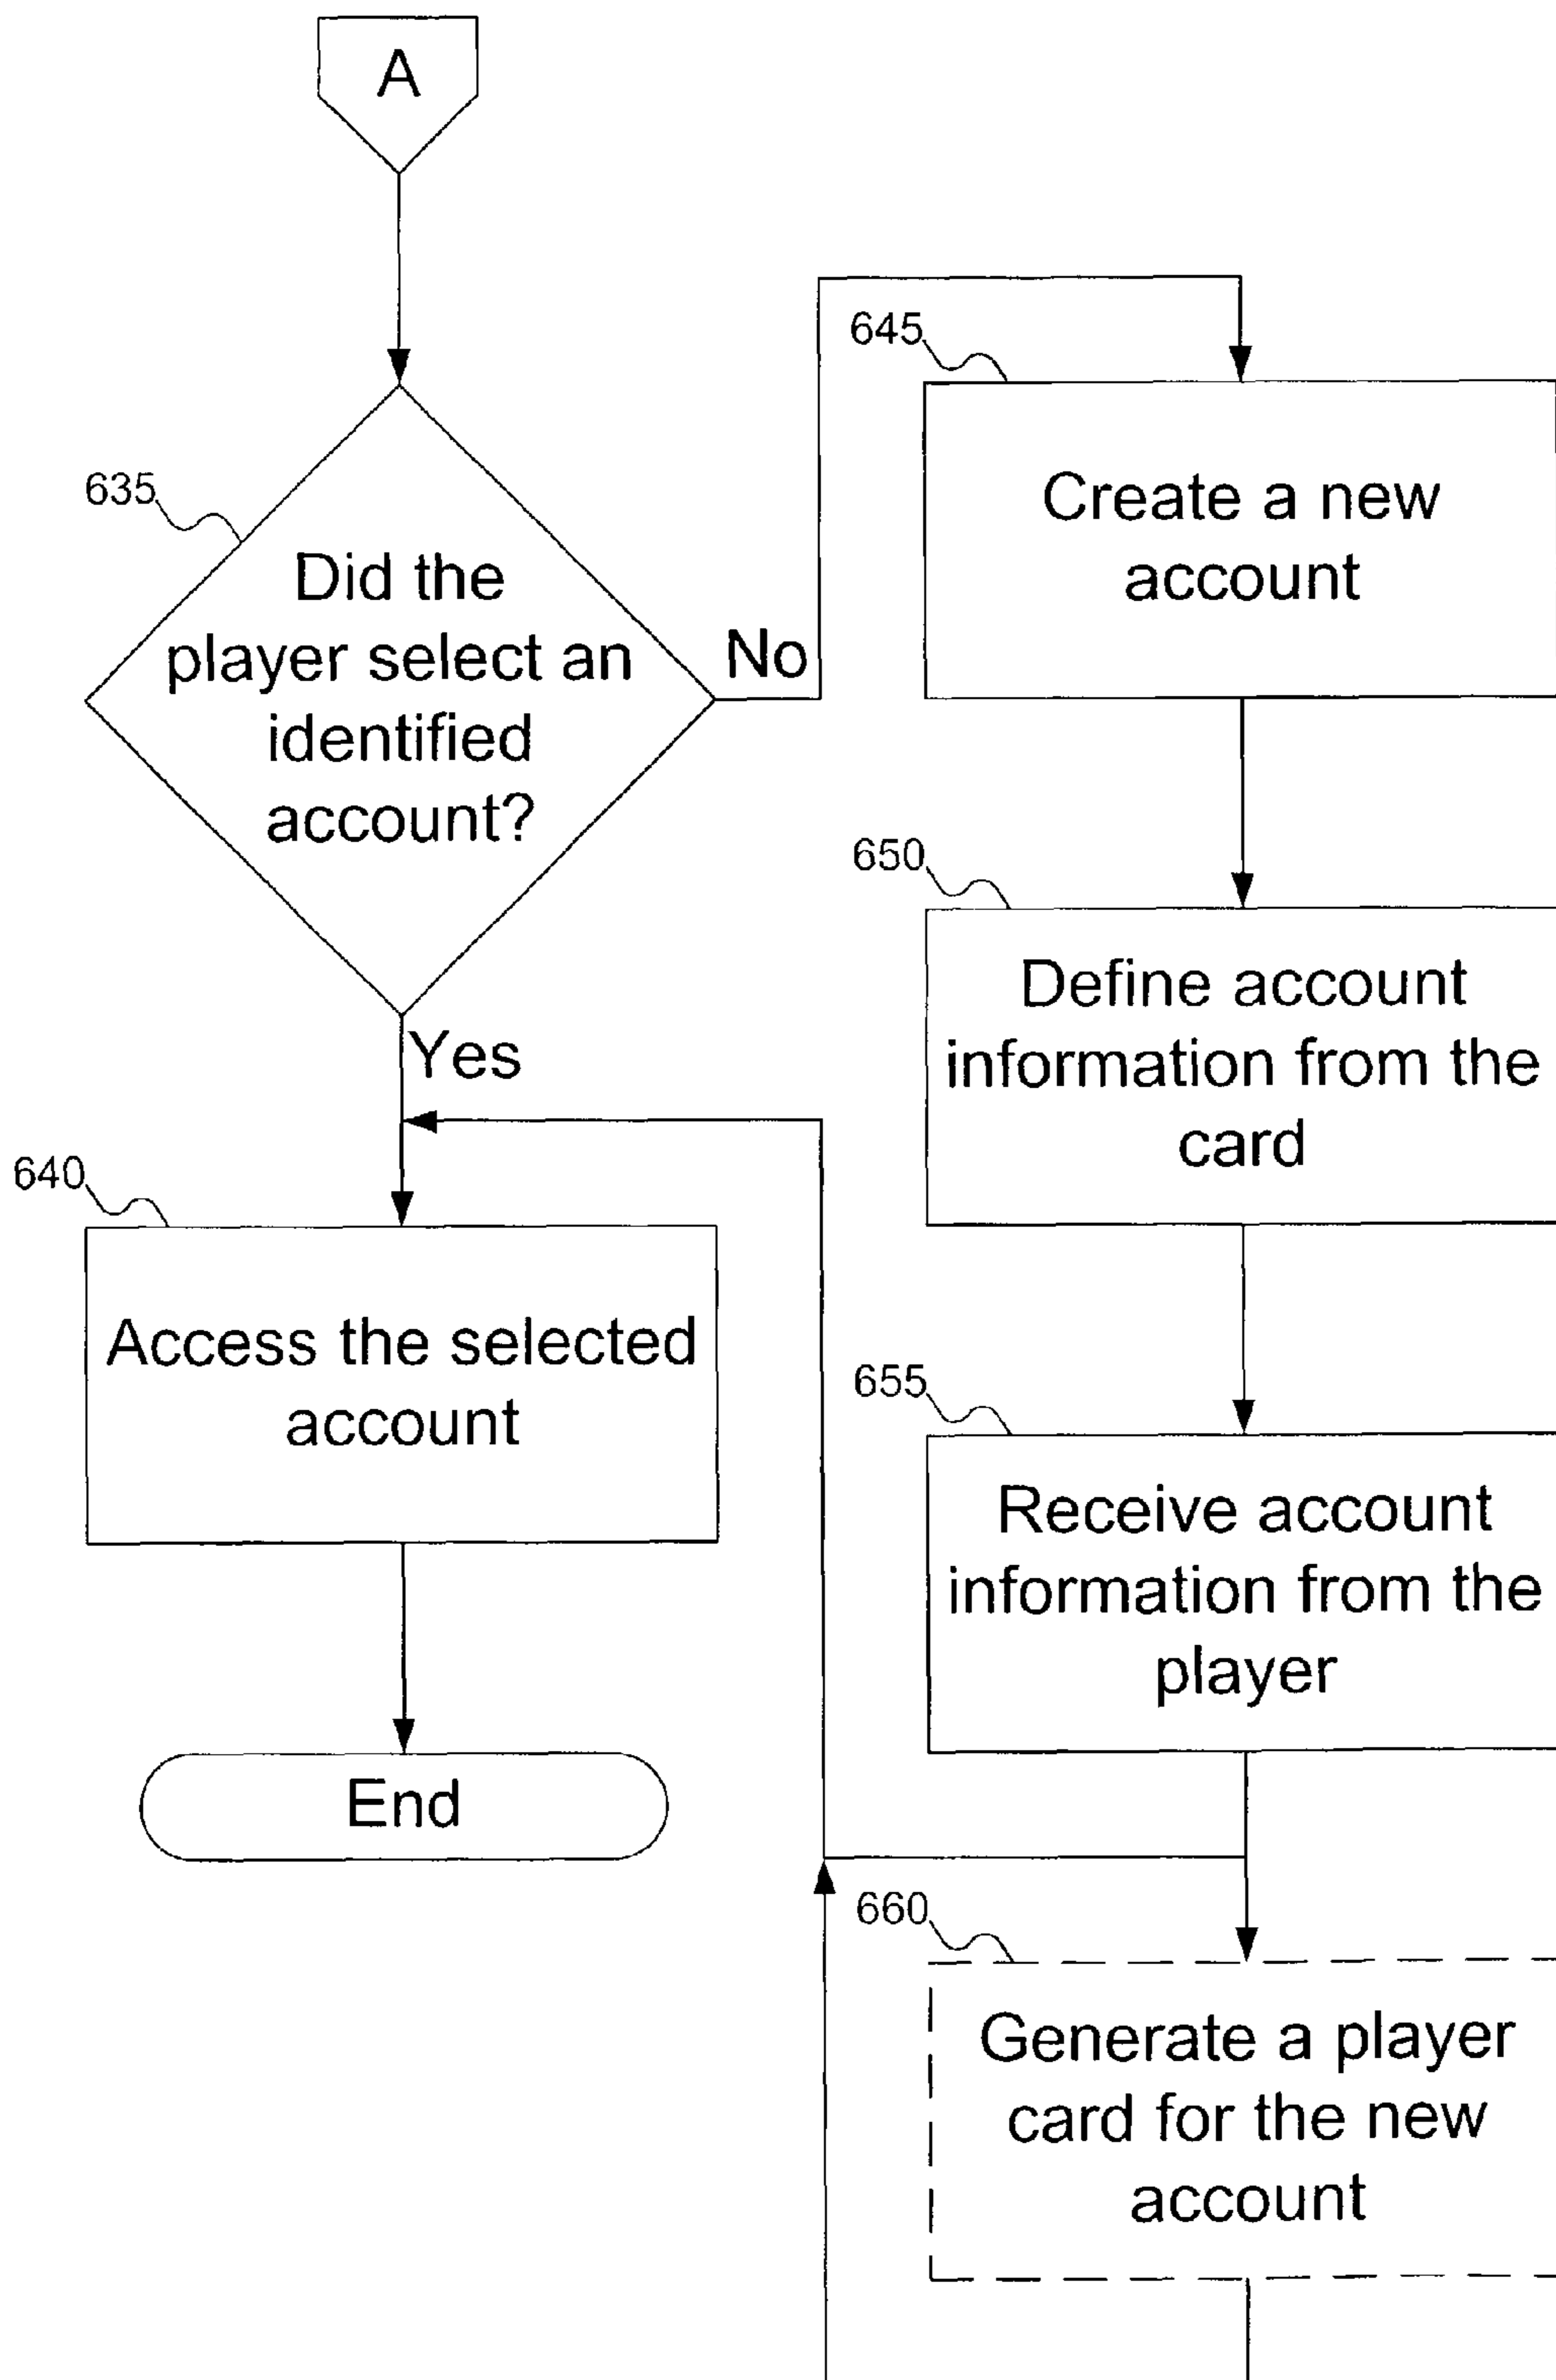 A
635
Did the
player select an
identified
account?
No
Yes
640
Access the selected
account
End
645
Create a new
account
650
Define account
information from the
card
655
Receive account
information from the
player
660
Generate a player
card for the new
account